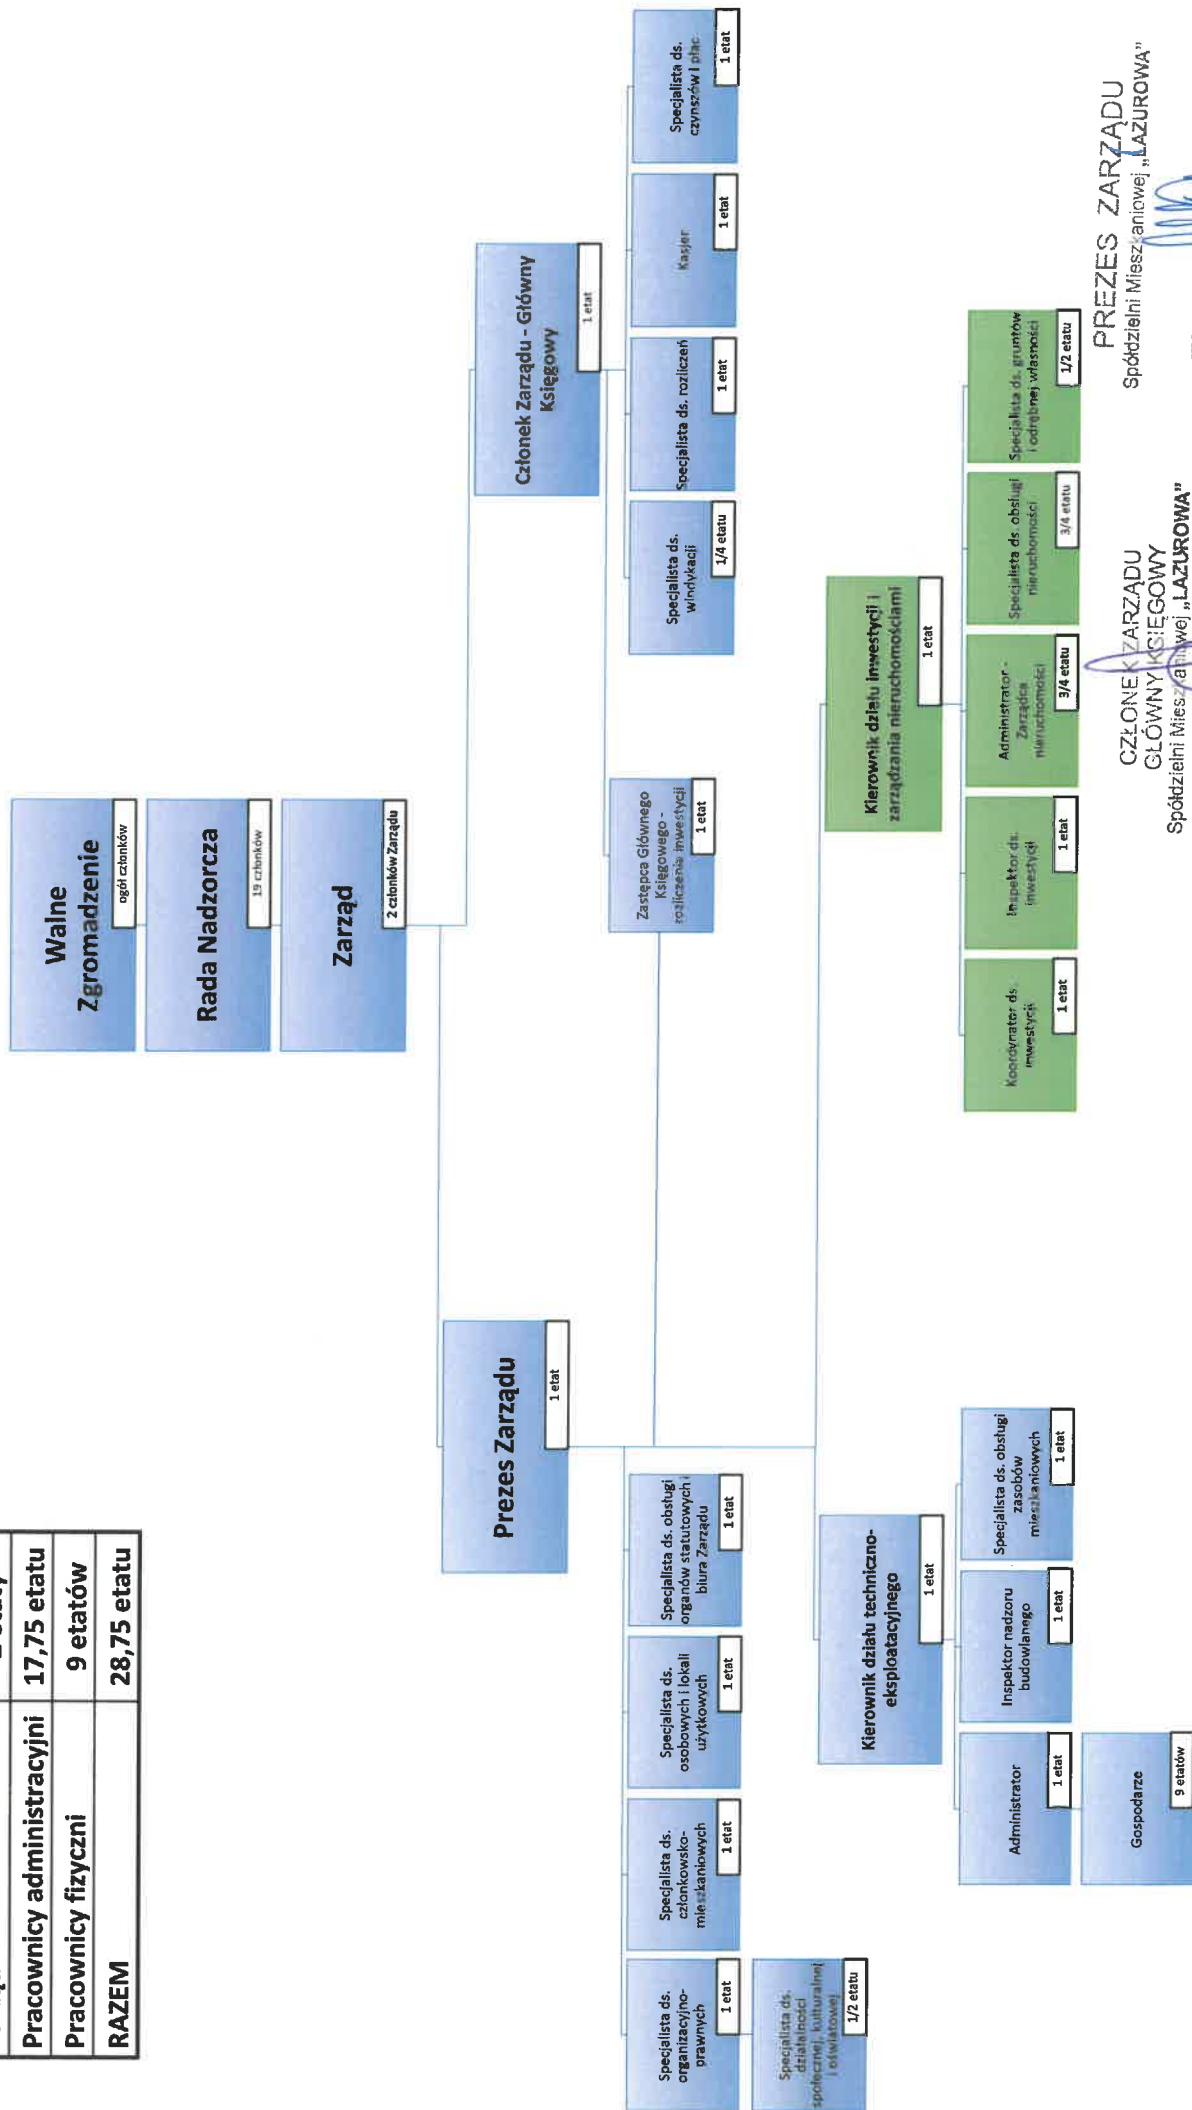 Pracownicy administracyjni 17,75 etatu
Pracownicy fizyczni 9 etatów
RAZEM 28,75 etatu
Walne
Zgromadzenie
ogół członków
Rada Nadzorcza
19 członków
Zarząd
2 członków Zarządu
Prezes Zarządu
1 etat
Członek Zarządu - Główny
Księgowy
1 etat
Specjalista ds.
organizacyjno-
prawnych
1 etat
Specjalista ds.
działalności
społecznej, kulturalnej
i oświatowej
1/2 etatu
Specjalista ds.
członkowsko-
mieszkaniowych
1 etat
Specjalista ds.
osobowych i lokali
użytkowych
1 etat
Specjalista ds. obsługi
organów statutowych i
biura Zarządu
1 etat
Zastępca Głównego
Księgowego -
rozliczenia inwestycji
1 etat
Specjalista ds.
windykacji
1/4 etatu
Specjalista ds. rozliczeń
1 etat
Kasjer
1 etat
Specjalista ds.
czynszów i płac
1 etat
Kierownik działu techniczno-
eksploatacyjnego
1 etat
Administrator
1 etat
Gospodarze
9 etatów
Inspektor nadzoru
budowlanego
1 etat
Specjalista ds. obsługi
zasobów
mieszkaniowych
1 etat
Kierownik działu inwestycji i
zarządzania nieruchomościami
1 etat
Koordynator ds.
inwestycji
1 etat
Inspektor ds.
inwestycji
1 etat
Administrator -
Zarządca
nieruchomości
3/4 etatu
Specjalista ds. obsługi
nieruchomości
3/4 etatu
Specjalista ds. gruntów
i odrębnej własności
1/2 etatu
CZŁONEK ZARZĄDU
GŁÓWNY KSIĘGOWY
Spółdzielni Mieszkaniowej „LAZUROWA”
PREZES ZARZĄDU
Spółdzielni Mieszkaniowej „LAZUROWA”